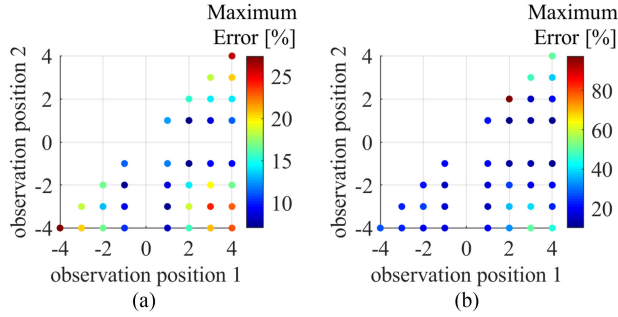 Maximum
Error [%]
4
2
0
-2
-4
-4 -2 0 2 4
observation position 2
observation position 1
25
20
15
10
(a)
Maximum
Error [%]
4
2
0
-2
-4
-4 -2 0 2 4
observation position 2
observation position 1
80
60
40
20
(b)